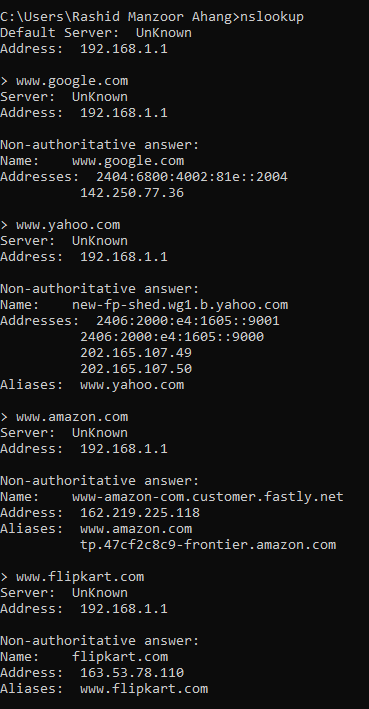 C:\Users\Rashid Manzoor Ahang>nslookup
Default Server:  UnKnown
Address:  192.168.1.1

> www.google.com
Server:  UnKnown
Address:  192.168.1.1

Non-authoritative answer:
Name:    www.google.com
Addresses:  2404:6800:4002:81e::2004
          142.250.77.36

> www.yahoo.com
Server:  UnKnown
Address:  192.168.1.1

Non-authoritative answer:
Name:    new-fp-shed.wg1.b.yahoo.com
Addresses:  2406:2000:e4:1605::9001
          2406:2000:e4:1605::9000
          202.165.107.49
          202.165.107.50
Aliases:  www.yahoo.com

> www.amazon.com
Server:  UnKnown
Address:  192.168.1.1

Non-authoritative answer:
Name:    www-amazon-com.customer.fastly.net
Address:  162.219.225.118
Aliases:  www.amazon.com
          tp.47cf2c8c9-frontier.amazon.com

> www.flipkart.com
Server:  UnKnown
Address:  192.168.1.1

Non-authoritative answer:
Name:    flipkart.com
Address:  163.53.78.110
Aliases:  www.flipkart.com